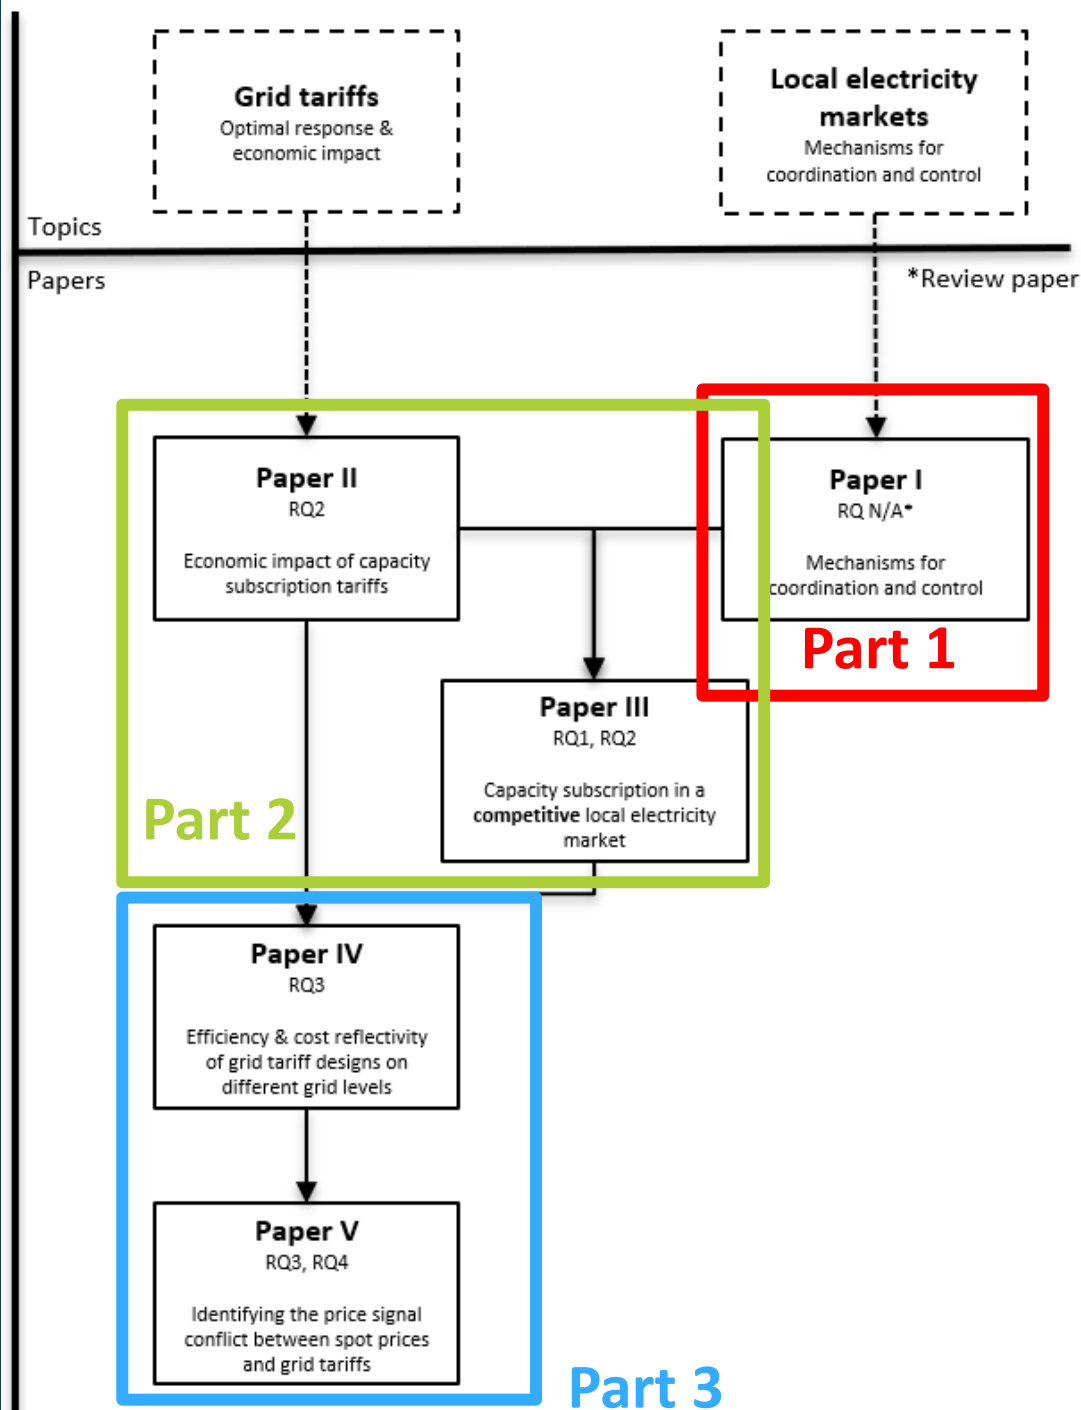 Grid tariffs
Optimal response &
economic impact
Local electricity
markets
Mechanisms for
coordination and control
Topics
Papers
*Review paper
Paper II
RQ2
Economic impact of capacity
subscription tariffs
Paper I
RQ N/A*
Mechanisms for
coordination and control
Part 1
Paper III
RQ1, RQ2
Capacity subscription in a
competitive local electricity
market
Part 2
Paper IV
RQ3
Efficiency & cost reflectivity
of grid tariff designs on
different grid levels
Paper V
RQ3, RQ4
Identifying the price signal
conflict between spot prices
and grid tariffs
Part 3